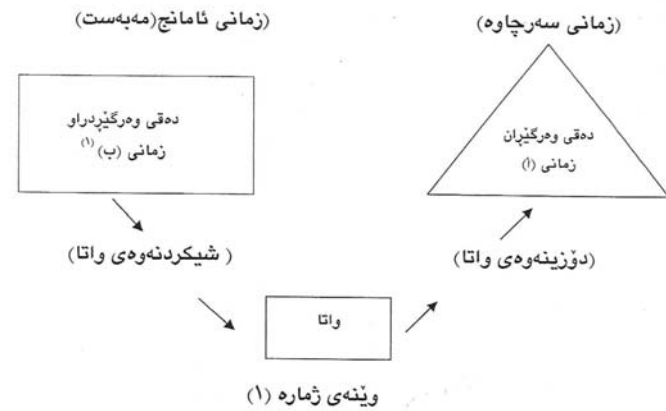 (زمانی سەرچاوە)
(زمانی ئامانج(مەبەست)
دەقی وەرگێڕان
زمانی (ا)
دەقی وەرگێڕدراو
زمانی (ب) (١)
(دۆزینەوەی واتا)
(شیکردنەوەی واتا)
واتا
وێنەی ژمارە (١)